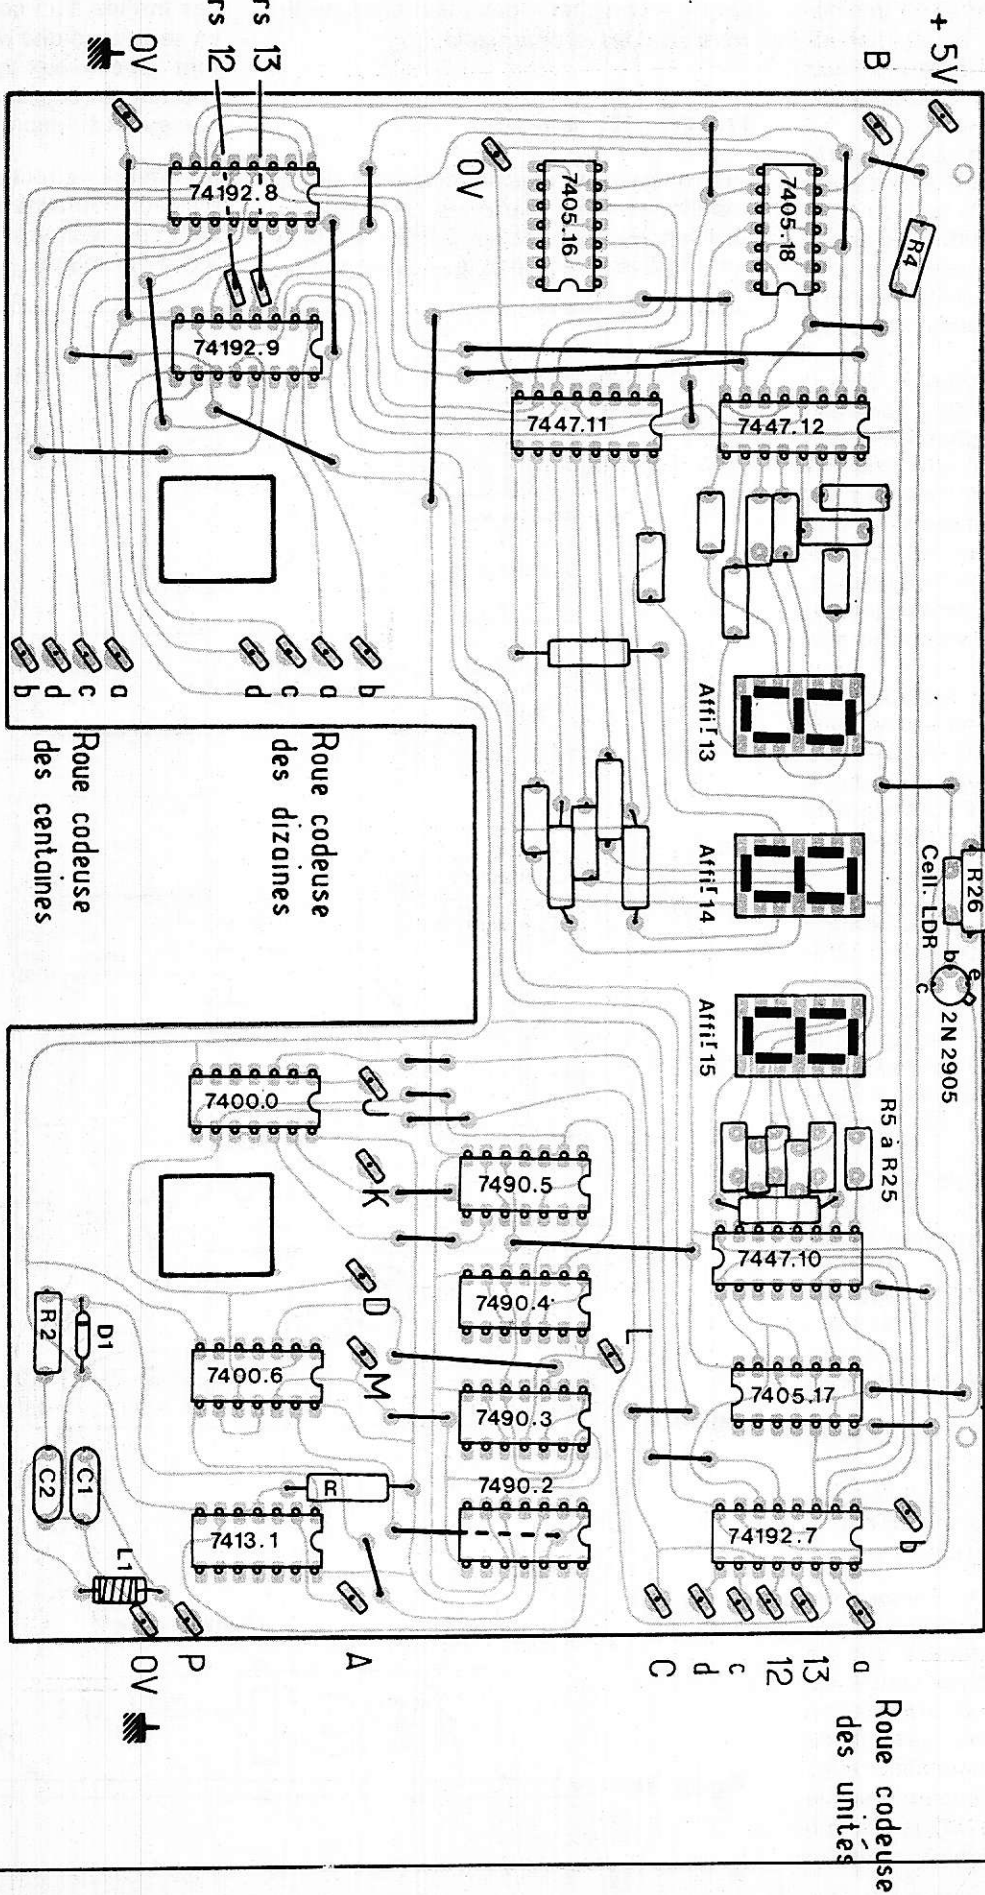 + 5V
B
0V
vers 13
vers 12
0V
R4
7405.18
7405.16
74192.8
74192.9
7447.12
7447.11
Affi! 13
Affi! 14
Affi! 15
R26
Cell. LDR
b
e
c
2N 2905
R5 à R25
b
a
c
d
b
d
c
a
Roue codeuse
des dizaines
Roue codeuse
des centaines
7400.0
J
K
D
M
L
7490.5
7490.4
7490.3
7490.2
7447.10
7405.17
74192.7
b
7400.6
7413.1
R
R2
D1
C2
C1
L1
0V
P
A
C
d
c
12
13
a
Roue codeuse
des unités